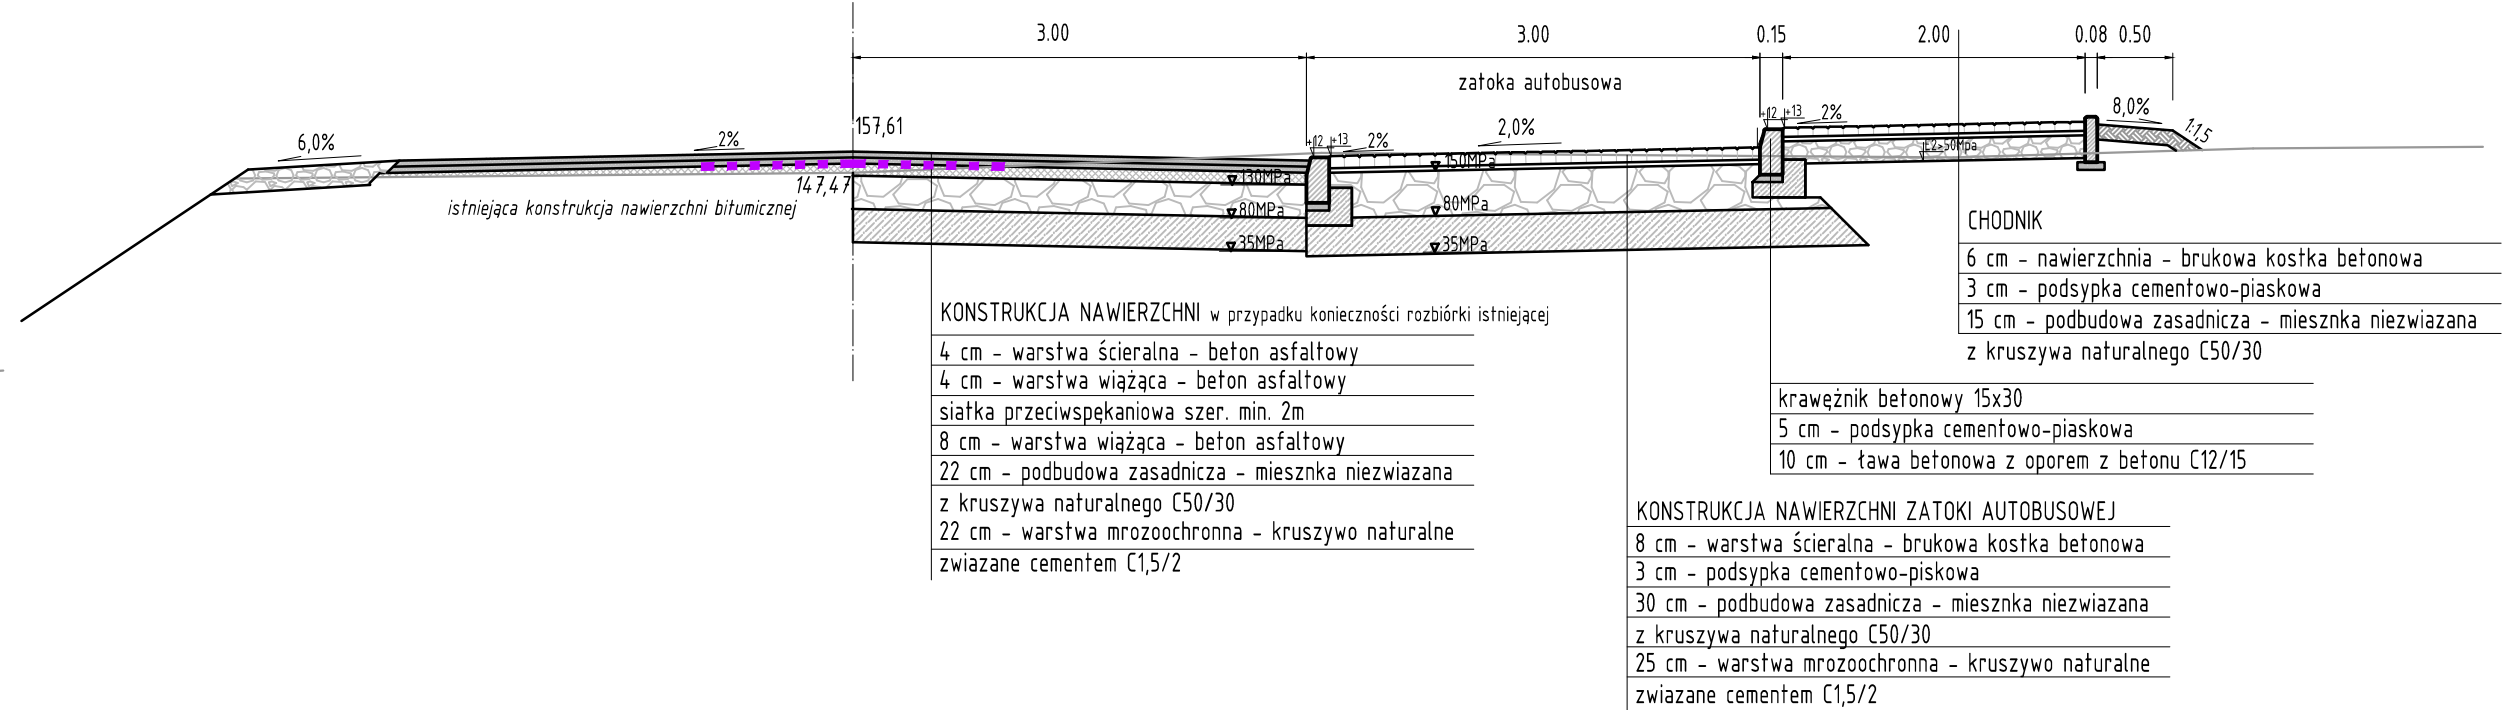 3.00
3.00
0.15
2.00
0.08
0.50
zatoka autobusowa
6,0%
2%
157,61
+12
+13
2%
2,0%
+12
+13
2%
8,0%
1:1.5
147,47
istniejąca konstrukcja nawierzchni bitumicznej
130MPa
80MPa
35MPa
150MPa
80MPa
35MPa
E2>50Mpa
CHODNIK
6 cm - nawierzchnia - brukowa kostka betonowa
3 cm - podsypka cementowo-piaskowa
15 cm - podbudowa zasadnicza - miesznka niezwiazana
z kruszywa naturalnego C50/30
KONSTRUKCJA NAWIERZCHNI w przypadku konieczności rozbiórki istniejącej
4 cm - warstwa ścieralna - beton asfaltowy
4 cm - warstwa wiążąca - beton asfaltowy
siatka przeciwspękaniowa szer. min. 2m
8 cm - warstwa wiążąca - beton asfaltowy
22 cm - podbudowa zasadnicza - miesznka niezwiazana
z kruszywa naturalnego C50/30
22 cm - warstwa mrozoochronna - kruszywo naturalne
zwiazane cementem C1,5/2
krawężnik betonowy 15x30
5 cm - podsypka cementowo-piaskowa
10 cm - ława betonowa z oporem z betonu C12/15
KONSTRUKCJA NAWIERZCHNI ZATOKI AUTOBUSOWEJ
8 cm - warstwa ścieralna - brukowa kostka betonowa
3 cm - podsypka cementowo-piskowa
30 cm - podbudowa zasadnicza - miesznka niezwiazana
z kruszywa naturalnego C50/30
25 cm - warstwa mrozoochronna - kruszywo naturalne
zwiazane cementem C1,5/2